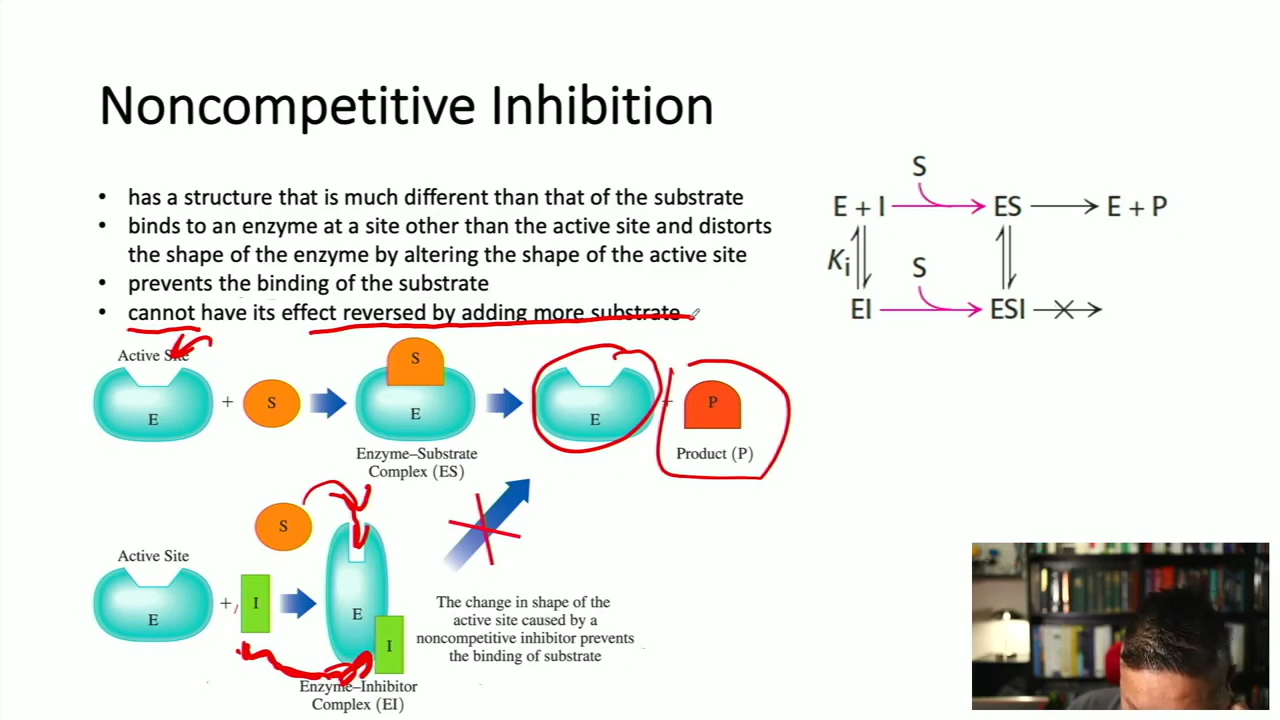 Noncompetitive Inhibition
• has a structure that is much different than that of the substrate
• binds to an enzyme at a site other than the active site and distorts
the shape of the enzyme by altering the shape of the active site
• prevents the binding of the substrate
• cannot have its effect reversed by adding more substrate
S
E + I ES E + P
Ki
S
EI ESI
Active Site
E
+
S
S
E
Enzyme–Substrate
Complex (ES)
E
+
P
Product (P)
S
Active Site
E
+
I
E
I
Enzyme–Inhibitor
Complex (EI)
The change in shape of the
active site caused by a
noncompetitive inhibitor prevents
the binding of substrate